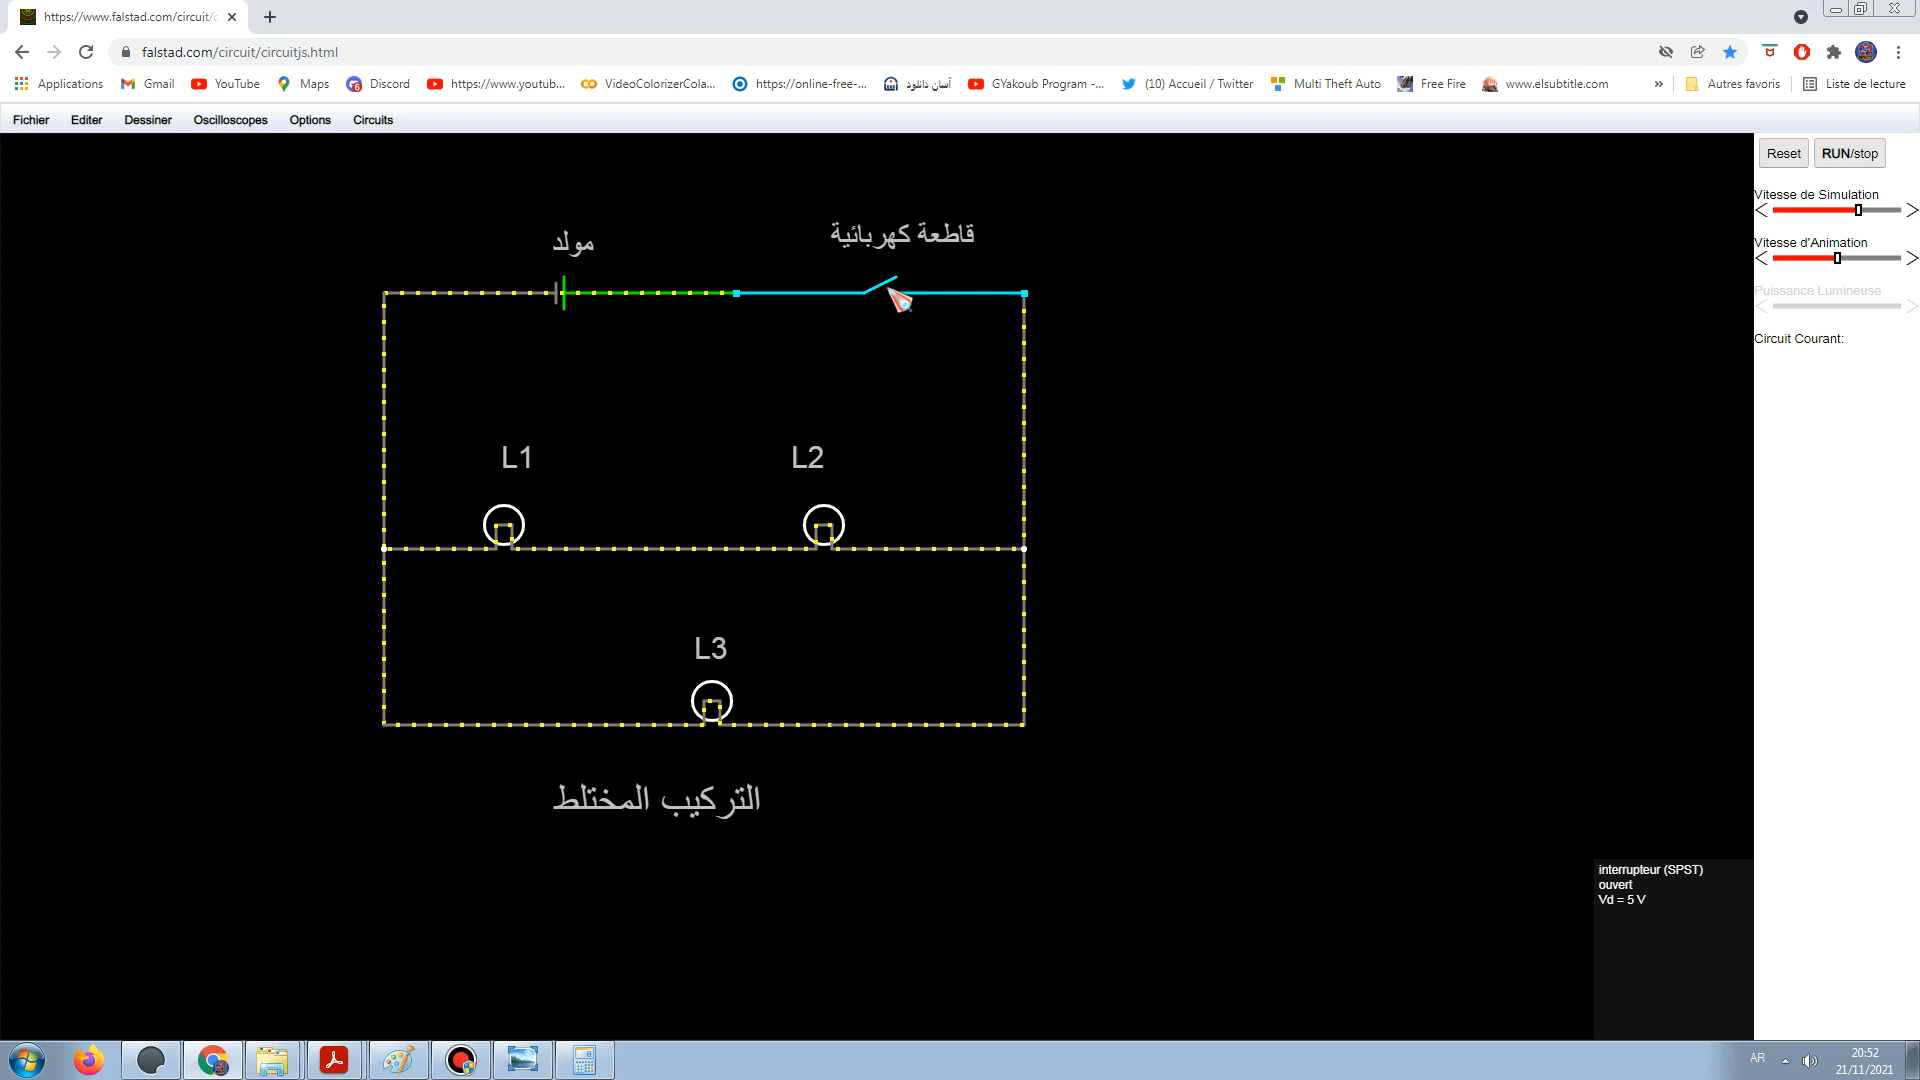 https://www.falstad.com/circuit/c
falstad.com/circuit/circuitjs.html
Applications
Gmail
YouTube
Maps
Discord
https://www.youtub...
VideoColorizerCola...
https://online-free-...
آسان دانلود
GYakoub Program -...
(10) Accueil / Twitter
Multi Theft Auto
Free Fire
www.elsubtitle.com
»
Autres favoris
Liste de lecture
Fichier
Editer
Dessiner
Oscilloscopes
Options
Circuits
Reset
RUN/stop
Vitesse de Simulation
Vitesse d'Animation
Puissance Lumineuse
Circuit Courant:
مولد
قاطعة كهربائية
L1
L2
L3
التركيب المختلط
interrupteur (SPST)
ouvert
Vd = 5 V
AR
20:52
21/11/2021